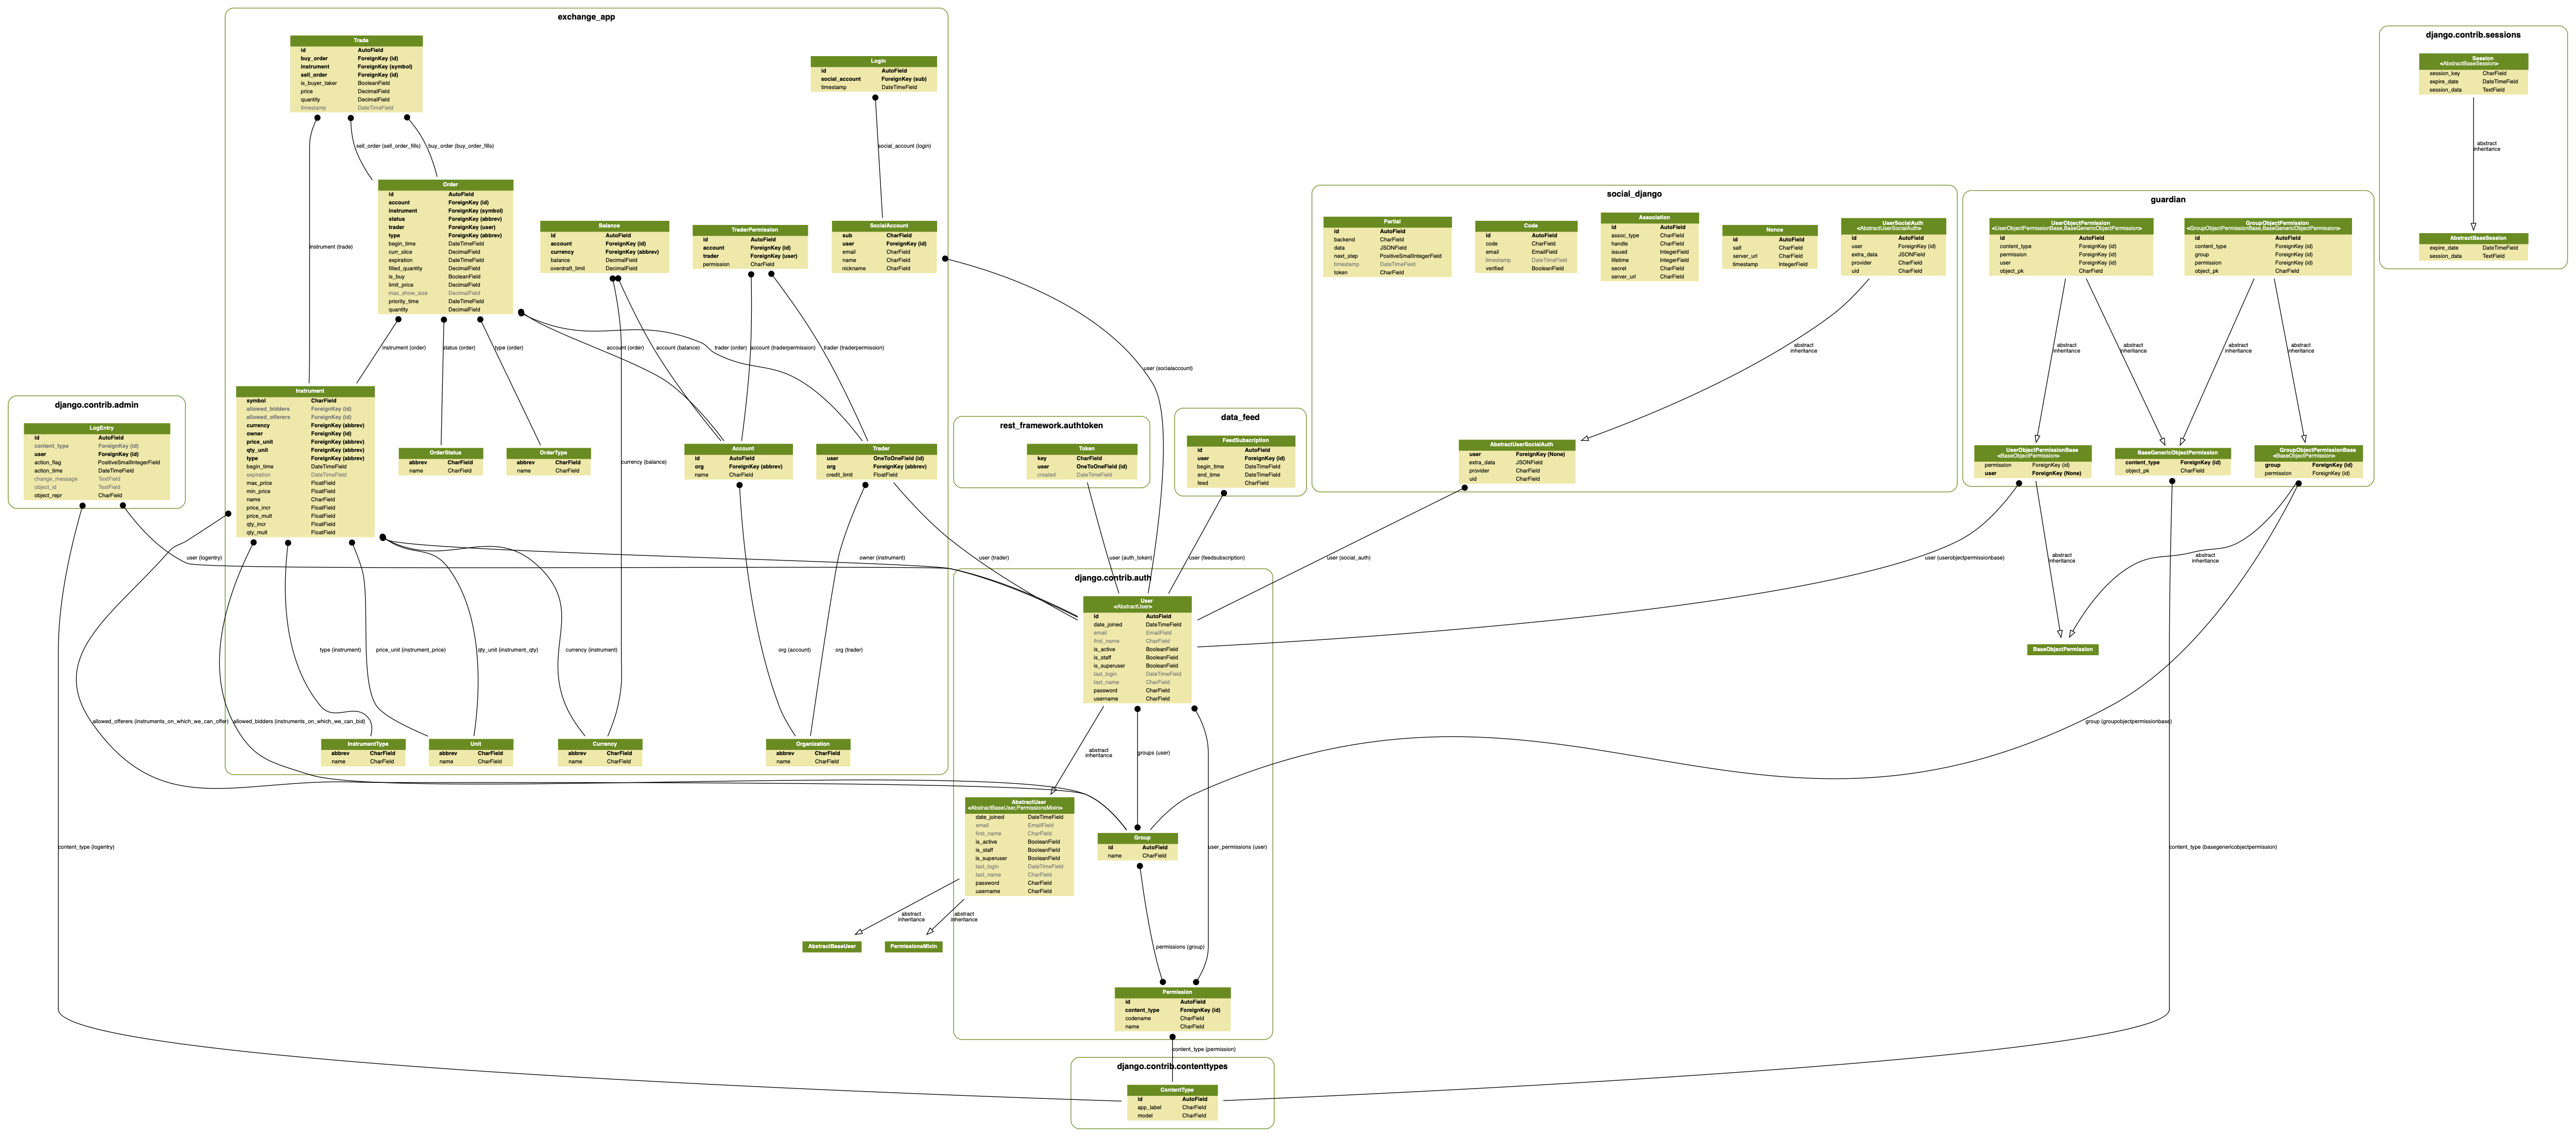 exchange_app
Trade
id AutoField
buy_order ForeignKey (id)
instrument ForeignKey (symbol)
sell_order ForeignKey (id)
is_buyer_taker BooleanField
price DecimalField
quantity DecimalField
timestamp DateTimeField
Login
id AutoField
social_account ForeignKey (sub)
timestamp DateTimeField
sell_order (sell_order_fills)
buy_order (buy_order_fills)
social_account (login)
instrument (trade)
Order
id AutoField
account ForeignKey (id)
instrument ForeignKey (symbol)
status ForeignKey (abbrev)
trader ForeignKey (user)
type ForeignKey (abbrev)
begin_time DateTimeField
curr_slice DecimalField
expiration DateTimeField
filled_quantity DecimalField
is_buy BooleanField
limit_price DecimalField
max_show_size DecimalField
priority_time DateTimeField
quantity DecimalField
Balance
id AutoField
account ForeignKey (id)
currency ForeignKey (abbrev)
balance DecimalField
overdraft_limit DecimalField
TraderPermission
id AutoField
account ForeignKey (id)
trader ForeignKey (user)
permission CharField
SocialAccount
sub CharField
user ForeignKey (id)
email CharField
name CharField
nickname CharField
instrument (order)
status (order)
type (order)
account (order)
account (balance)
trader (order)
account (traderpermission)
trader (traderpermission)
user (socialaccount)
Instrument
symbol CharField
allowed_bidders ForeignKey (id)
allowed_offerers ForeignKey (id)
currency ForeignKey (abbrev)
owner ForeignKey (id)
price_unit ForeignKey (abbrev)
qty_unit ForeignKey (abbrev)
type ForeignKey (abbrev)
begin_time DateTimeField
expiration DateTimeField
max_price FloatField
min_price FloatField
name CharField
price_incr FloatField
price_mult FloatField
qty_incr FloatField
qty_mult FloatField
OrderStatus
abbrev CharField
name CharField
OrderType
abbrev CharField
name CharField
currency (balance)
Account
id AutoField
org ForeignKey (abbrev)
name CharField
Trader
user OneToOneField (id)
org ForeignKey (abbrev)
credit_limit FloatField
owner (instrument)
user (trader)
type (instrument)
price_unit (instrument_price)
qty_unit (instrument_qty)
currency (instrument)
org (account)
org (trader)
allowed_offerers (instruments_on_which_we_can_offer)
allowed_bidders (instruments_on_which_we_can_bid)
InstrumentType
abbrev CharField
name CharField
Unit
abbrev CharField
name CharField
Currency
abbrev CharField
name CharField
Organization
abbrev CharField
name CharField
django.contrib.admin
LogEntry
id AutoField
content_type ForeignKey (id)
user ForeignKey (id)
action_flag PositiveSmallIntegerField
action_time DateTimeField
change_message TextField
object_id TextField
object_repr CharField
user (logentry)
content_type (logentry)
rest_framework.authtoken
Token
key CharField
user OneToOneField (id)
created DateTimeField
user (auth_token)
data_feed
FeedSubscription
id AutoField
user ForeignKey (id)
begin_time DateTimeField
end_time DateTimeField
feed CharField
user (feedsubscription)
social_django
Partial
id AutoField
backend CharField
data JSONField
next_step PositiveSmallIntegerField
timestamp DateTimeField
token CharField
Code
id AutoField
code CharField
email EmailField
timestamp DateTimeField
verified BooleanField
Association
id AutoField
assoc_type CharField
handle CharField
issued IntegerField
lifetime IntegerField
secret CharField
server_url CharField
Nonce
id AutoField
salt CharField
server_url CharField
timestamp IntegerField
UserSocialAuth
<AbstractUserSocialAuth>
id AutoField
user ForeignKey (id)
extra_data JSONField
provider CharField
uid CharField
abstract
inheritance
AbstractUserSocialAuth
user ForeignKey (None)
extra_data JSONField
provider CharField
uid CharField
user (social_auth)
guardian
UserObjectPermission
<UserObjectPermissionBase,BaseGenericObjectPermission>
id AutoField
content_type ForeignKey (id)
permission ForeignKey (id)
user ForeignKey (id)
object_pk CharField
GroupObjectPermission
<GroupObjectPermissionBase,BaseGenericObjectPermission>
id AutoField
content_type ForeignKey (id)
group ForeignKey (id)
permission ForeignKey (id)
object_pk CharField
abstract
inheritance
abstract
inheritance
abstract
inheritance
abstract
inheritance
UserObjectPermissionBase
<BaseObjectPermission>
permission ForeignKey (id)
user ForeignKey (None)
BaseGenericObjectPermission
content_type ForeignKey (id)
object_pk CharField
GroupObjectPermissionBase
<BaseObjectPermission>
group ForeignKey (id)
permission ForeignKey (id)
user (userobjectpermissionbase)
abstract
inheritance
abstract
inheritance
BaseObjectPermission
group (groupobjectpermissionbase)
content_type (basegenericobjectpermission)
django.contrib.sessions
Session
<AbstractBaseSession>
session_key CharField
expire_date DateTimeField
session_data TextField
abstract
inheritance
AbstractBaseSession
expire_date DateTimeField
session_data TextField
django.contrib.auth
User
<AbstractUser>
id AutoField
date_joined DateTimeField
email EmailField
first_name CharField
is_active BooleanField
is_staff BooleanField
is_superuser BooleanField
last_login DateTimeField
last_name CharField
password CharField
username CharField
abstract
inheritance
groups (user)
user_permissions (user)
AbstractUser
<AbstractBaseUser,PermissionsMixin>
date_joined DateTimeField
email EmailField
first_name CharField
is_active BooleanField
is_staff BooleanField
is_superuser BooleanField
last_login DateTimeField
last_name CharField
password CharField
username CharField
Group
id AutoField
name CharField
abstract
inheritance
abstract
inheritance
AbstractBaseUser
PermissionsMixin
permissions (group)
Permission
id AutoField
content_type ForeignKey (id)
codename CharField
name CharField
content_type (permission)
django.contrib.contenttypes
ContentType
id AutoField
app_label CharField
model CharField